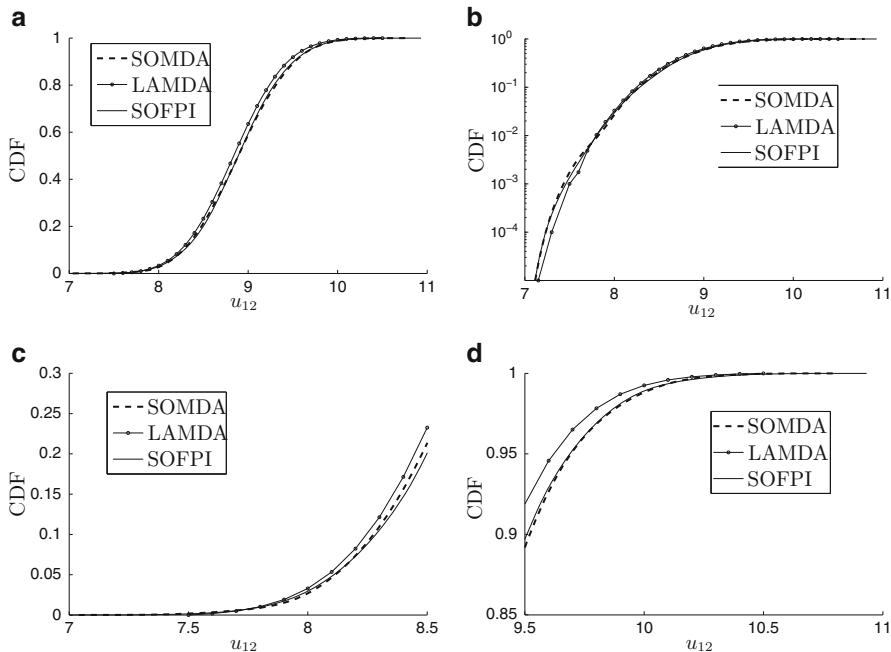 a
CDF
1
0.8
0.6
0.4
0.2
0
SOMDA
LAMDA
SOFPI
7
8
9
10
11
u12
b
CDF
10^0
10^-1
10^-2
10^-3
10^-4
SOMDA
LAMDA
SOFPI
7
8
9
10
11
u12
c
CDF
0.3
0.25
0.2
0.15
0.1
0.05
0
SOMDA
LAMDA
SOFPI
7
7.5
8
8.5
u12
d
CDF
1
0.95
0.9
0.85
SOMDA
LAMDA
SOFPI
9.5
10
10.5
11
u12